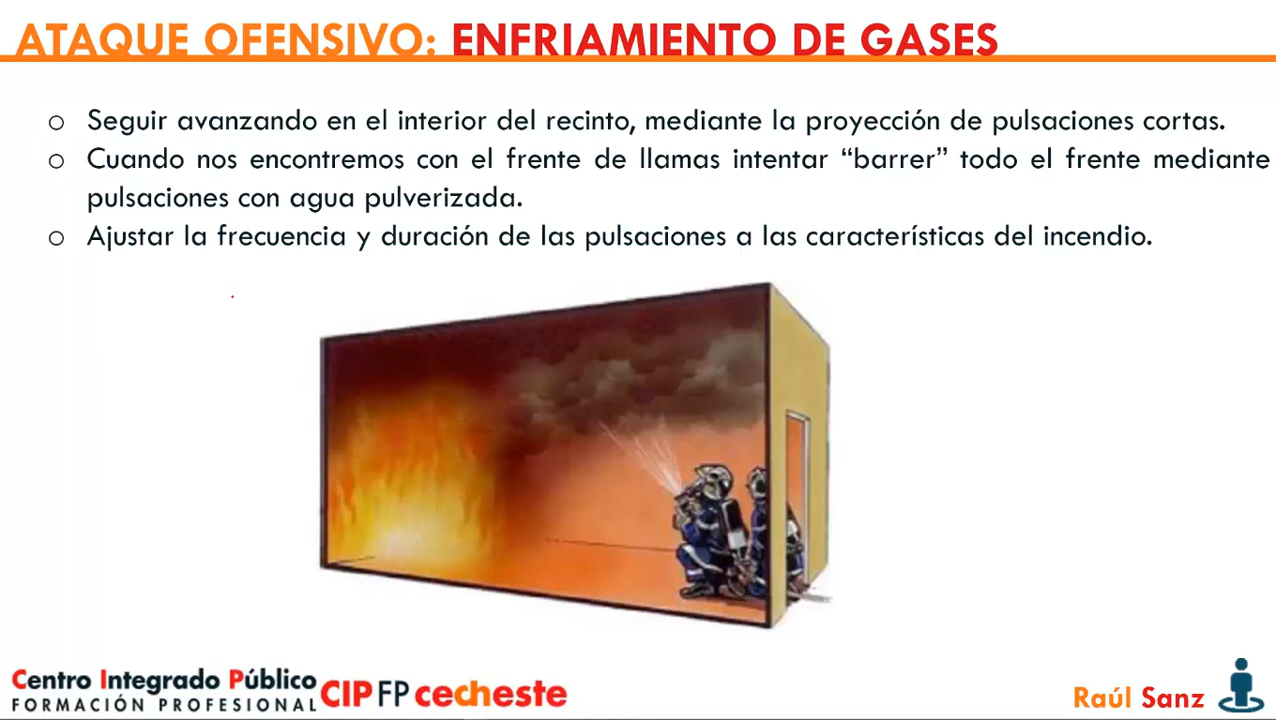 ATAQUE OFENSIVO: ENFRIAMIENTO DE GASES
o Seguir avanzando en el interior del recinto, mediante la proyección de pulsaciones cortas.
o Cuando nos encontremos con el frente de llamas intentar “barrer” todo el frente mediante
pulsaciones con agua pulverizada.
o Ajustar la frecuencia y duración de las pulsaciones a las características del incendio.
Centro Integrado Público
FORMACIÓN PROFESIONAL
CIP FP cecheste
Raúl Sanz